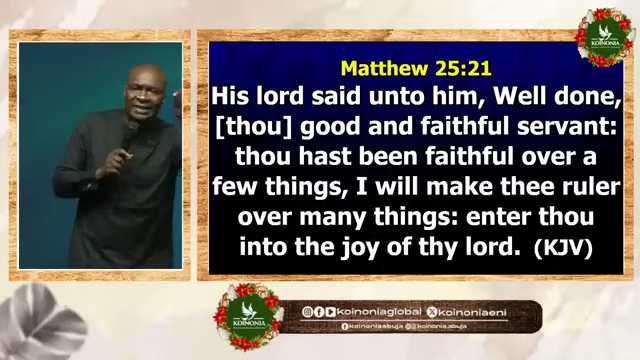 KOINONIA
Matthew 25:21
His lord said unto him, Well done,
[thou] good and faithful servant:
thou hast been faithful over a
few things, I will make thee ruler
over many things: enter thou
into the joy of thy lord. (KJV)
KOINONIA
koinoniaglobal koinoniaeni
koinoniaabuja koinonia.abuja